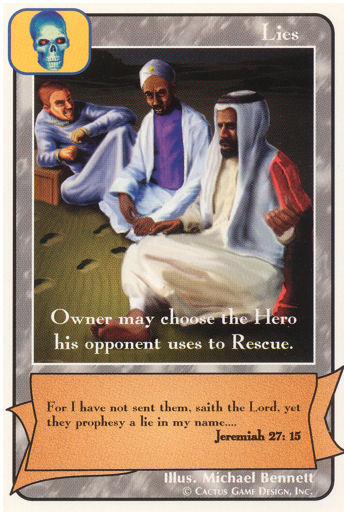 Lies
Owner may choose the Hero
his opponent uses to Rescue.
For I have not sent them, saith the Lord, yet
they prophesy a lie in my name....
Jeremiah 27: 15
Illus. Michael Bennett
© Cactus Game Design, Inc.